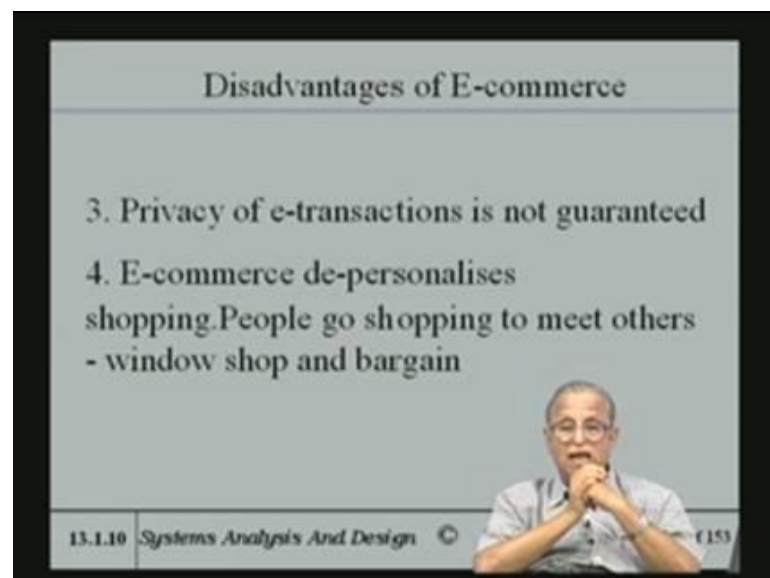 Disadvantages of E-commerce
3. Privacy of e-transactions is not guaranteed
4. E-commerce de-personalises
shopping.People go shopping to meet others
- window shop and bargain
13.1.10 Systems Analysis And Design ©